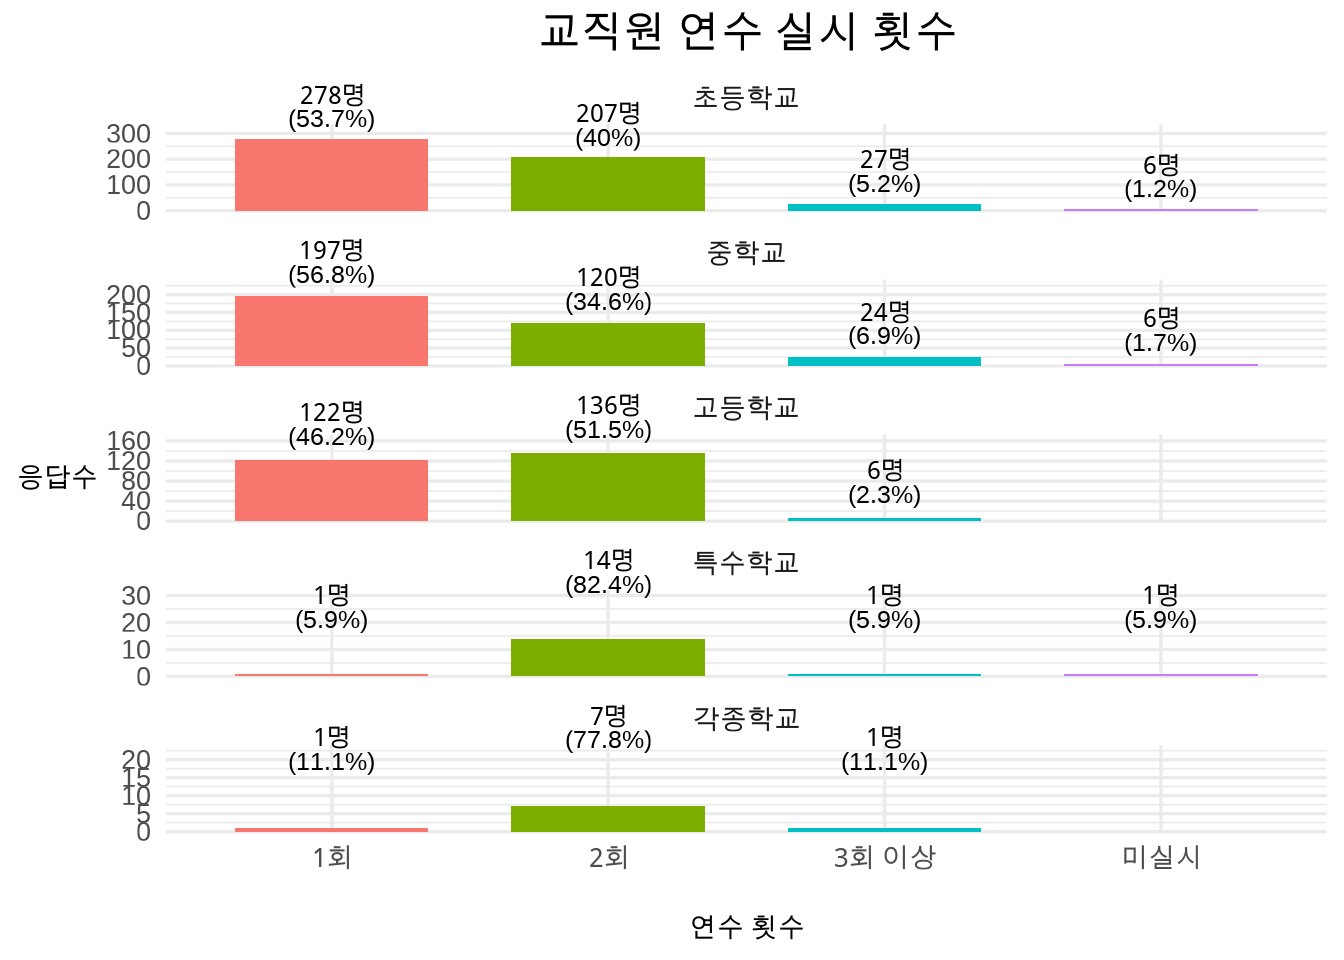 교직원 연수 실시 횟수
초등학교
278명
(53.7%)
207명
(40%)
27명
(5.2%)
6명
(1.2%)
300
200
100
0
중학교
197명
(56.8%)
120명
(34.6%)
24명
(6.9%)
6명
(1.7%)
200
150
100
50
0
고등학교
122명
(46.2%)
136명
(51.5%)
6명
(2.3%)
160
120
80
40
0
응답수
특수학교
1명
(5.9%)
14명
(82.4%)
1명
(5.9%)
1명
(5.9%)
30
20
10
0
각종학교
1명
(11.1%)
7명
(77.8%)
1명
(11.1%)
20
15
10
5
0
1회
2회
3회 이상
미실시
연수 횟수